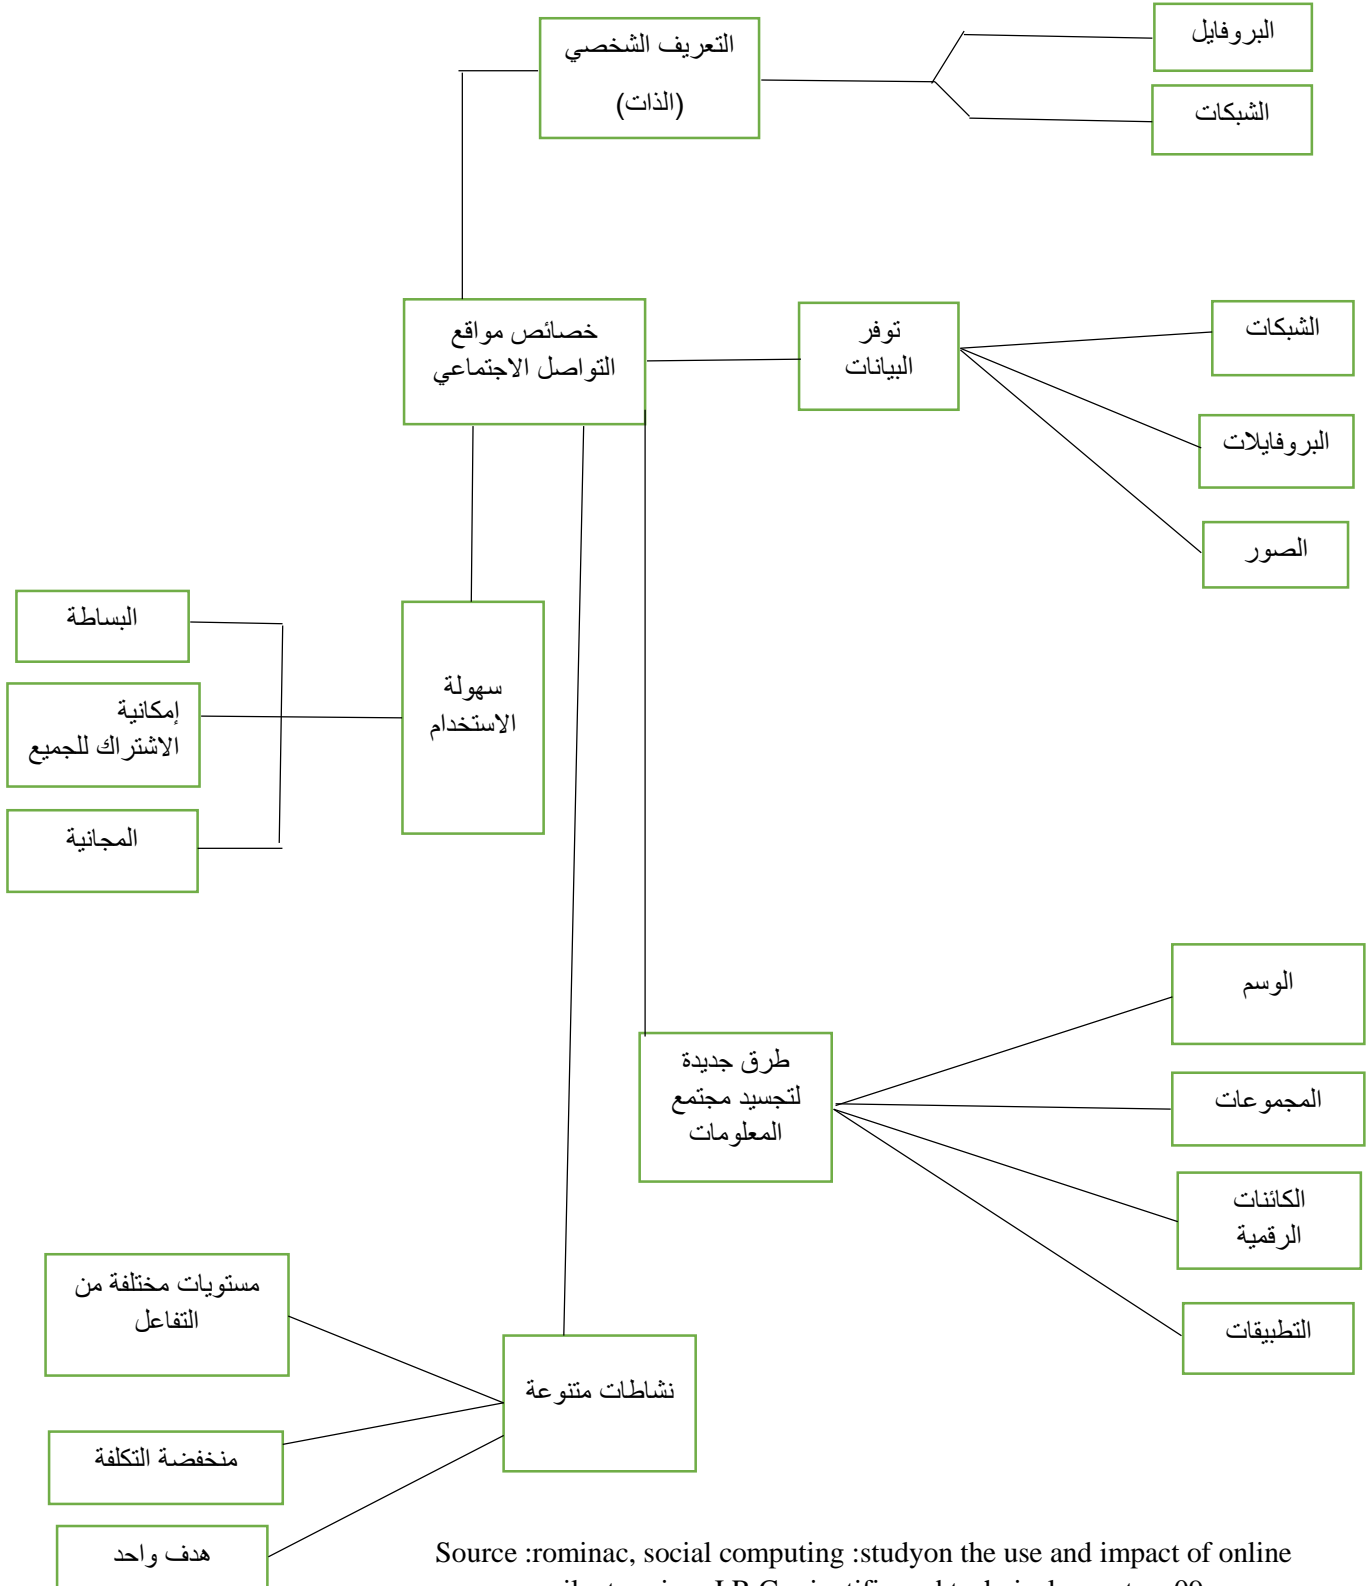 التعريف الشخصي
(الذات)
البروفايل
الشبكات
خصائص مواقع
التواصل الاجتماعي
توفر
البيانات
الشبكات
البروفايلات
الصور
سهولة
الاستخدام
البساطة
إمكانية
الاشتراك للجميع
المجانية
طرق جديدة
لتجسيد مجتمع
المعلومات
الوسم
المجموعات
الكائنات
الرقمية
التطبيقات
نشاطات متنوعة
مستويات مختلفة من
التفاعل
منخفضة التكلفة
هدف واحد
Source :rominac, social computing :studyon the use and impact of online